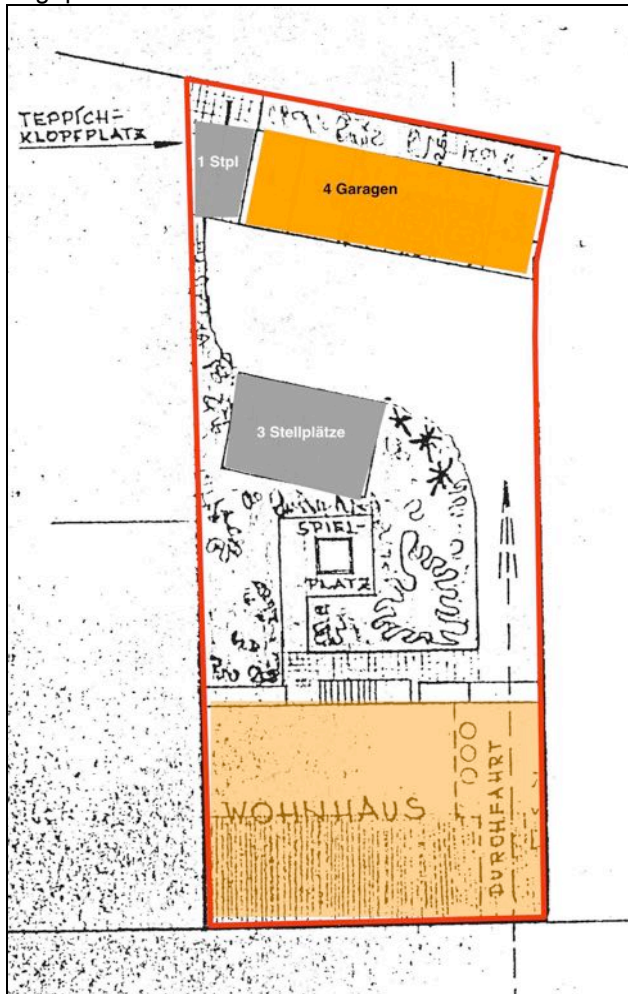 TEPPICH=
KLOPFPLATZ
1 Stpl
4 Garagen
3 Stellplätze
SPIEL-
PLATZ
WOHNHAUS
DURCHFAHRT